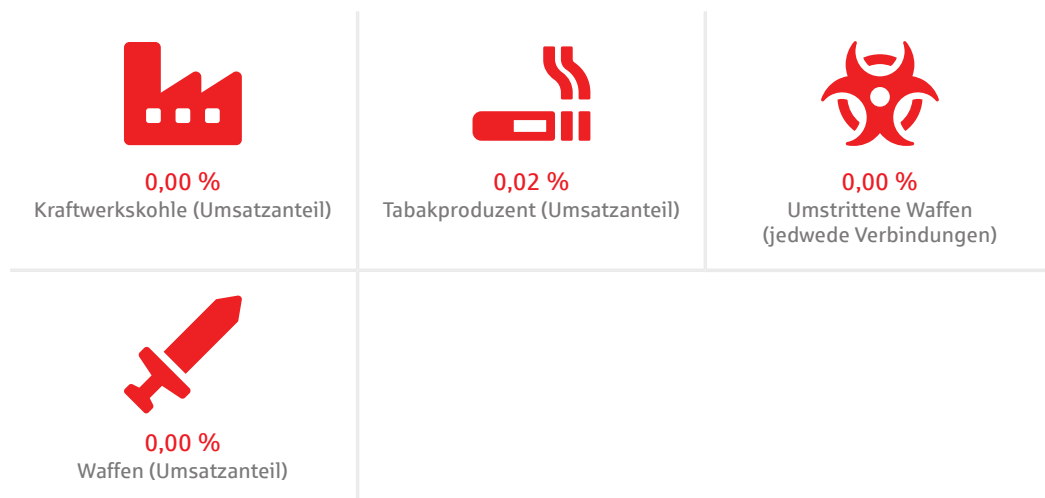 0,00 %
Kraftwerkskohle (Umsatzanteil)
0,02 %
Tabakproduzent (Umsatzanteil)
0,00 %
Umstrittene Waffen
(jedwede Verbindungen)
0,00 %
Waffen (Umsatzanteil)